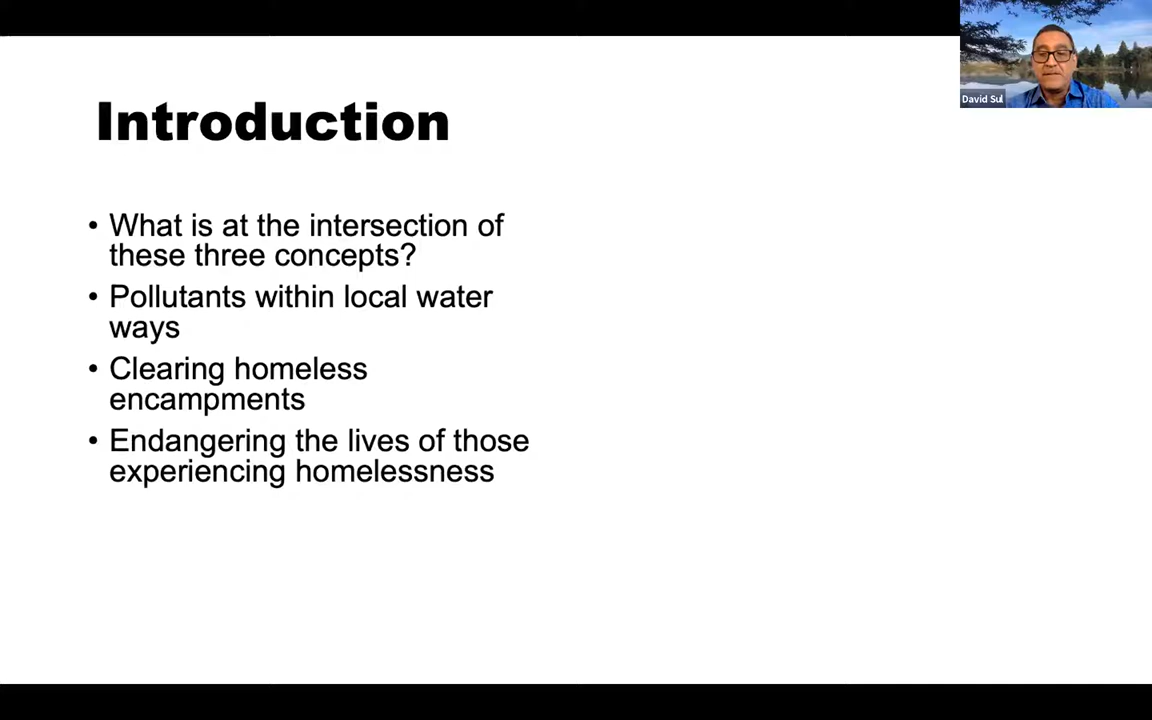 Introduction
• What is at the intersection of
these three concepts?
• Pollutants within local water
ways
• Clearing homeless
encampments
• Endangering the lives of those
experiencing homelessness
David Sul